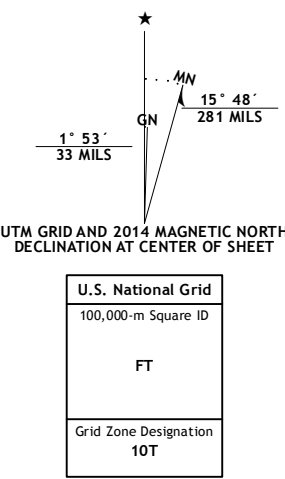 ★
MN
15° 48´
281 MILS
GN
1° 53´
33 MILS
UTM GRID AND 2014 MAGNETIC NORTH
DECLINATION AT CENTER OF SHEET
U.S. National Grid
100,000-m Square ID
FT
Grid Zone Designation
10T